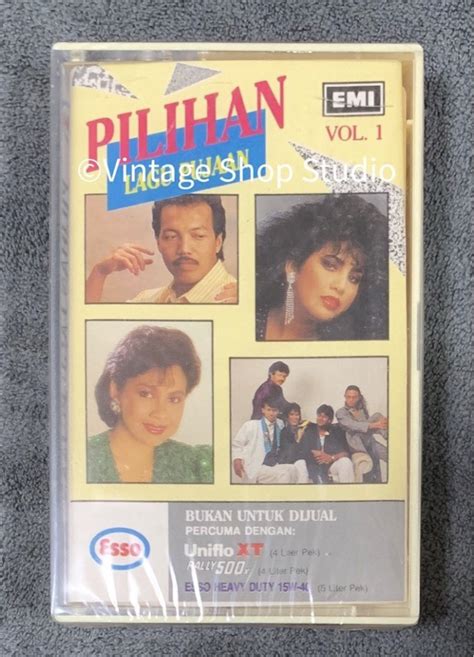 PILIHAN
LAGU PUJAAN
EMI
VOL. 1
©Vintage Shop Studio
BUKAN UNTUK DIJUAL
PERCUMA DENGAN:
Esso
Uniflo XT (4 Liter Pek)
RALLY 500. (4 Liter Pek)
ESSO HEAVY DUTY 15W-40 (5 Liter Pek)